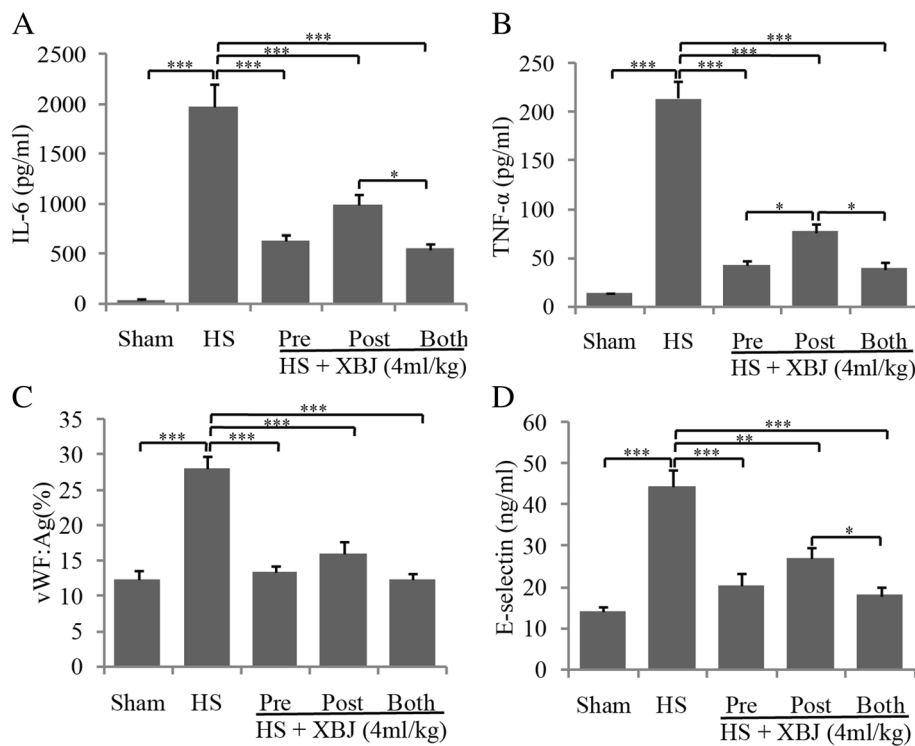 A
IL-6 (pg/ml)
2500
2000
1500
1000
500
0
***
***
***
***
*
Sham HS Pre Post Both
HS + XBJ (4ml/kg)
B
TNF-α (pg/ml)
250
200
150
100
50
0
***
***
***
***
*
*
Sham HS Pre Post Both
HS + XBJ (4ml/kg)
C
vWF:Ag(%)
35
30
25
20
15
10
5
0
***
***
***
***
Sham HS Pre Post Both
HS + XBJ (4ml/kg)
D
E-selectin (ng/ml)
60
50
40
30
20
10
0
***
**
***
***
*
Sham HS Pre Post Both
HS + XBJ (4ml/kg)